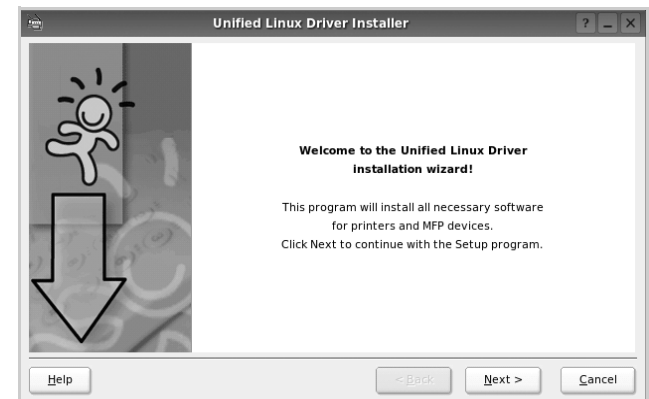 Unified Linux Driver Installer
Welcome to the Unified Linux Driver
installation wizard!
This program will install all necessary software
for printers and MFP devices.
Click Next to continue with the Setup program.
Help
< Back
Next >
Cancel